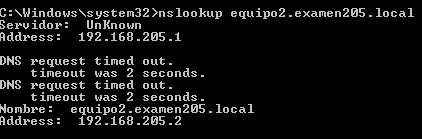 C:\Windows\system32>nslookup equipo2.examen205.local
Servidor:  UnKnown
Address:  192.168.205.1

DNS request timed out.
    timeout was 2 seconds.
DNS request timed out.
    timeout was 2 seconds.
Nombre:  equipo2.examen205.local
Address:  192.168.205.2